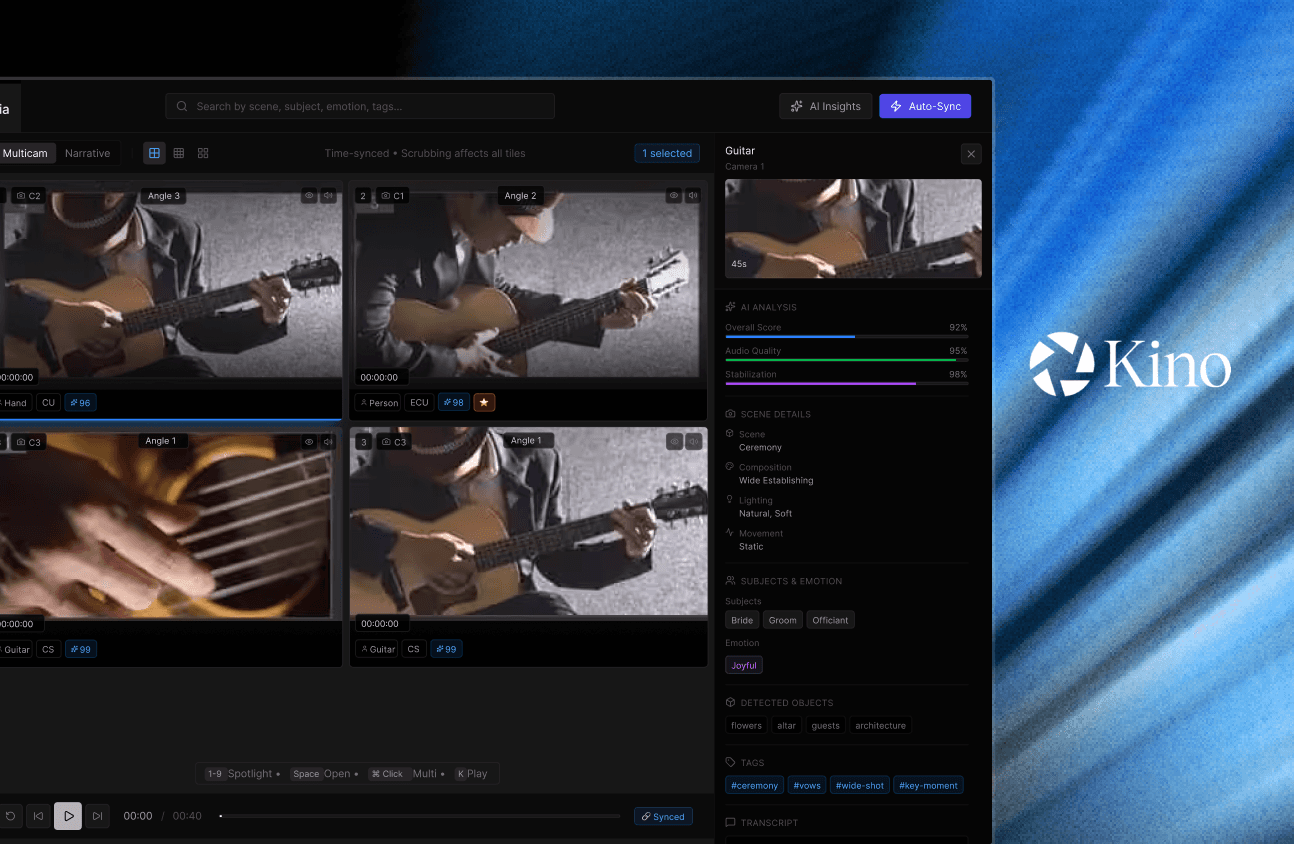 ia
Search by scene, subject, emotion, tags...
AI Insights
Auto-Sync
Multicam
Narrative
Time-synced • Scrubbing affects all tiles
1 selected
C2
Angle 3
00:00:00
Hand
CU
96
2
C1
Angle 2
00:00:00
Person
ECU
98
C3
Angle 1
00:00:00
Guitar
CS
99
3
C3
Angle 1
00:00:00
Guitar
CS
99
1-9 Spotlight • Space Open • ⌘ Click Multi • K Play
00:00 / 00:40
Synced
Guitar
Camera 1
45s
AI ANALYSIS
Overall Score 92%
Audio Quality 95%
Stabilization 98%
SCENE DETAILS
Scene
Ceremony
Composition
Wide Establishing
Lighting
Natural, Soft
Movement
Static
SUBJECTS & EMOTION
Subjects
Bride Groom Officiant
Emotion
Joyful
DETECTED OBJECTS
flowers altar guests architecture
TAGS
#ceremony #vows #wide-shot #key-moment
TRANSCRIPT
Kino